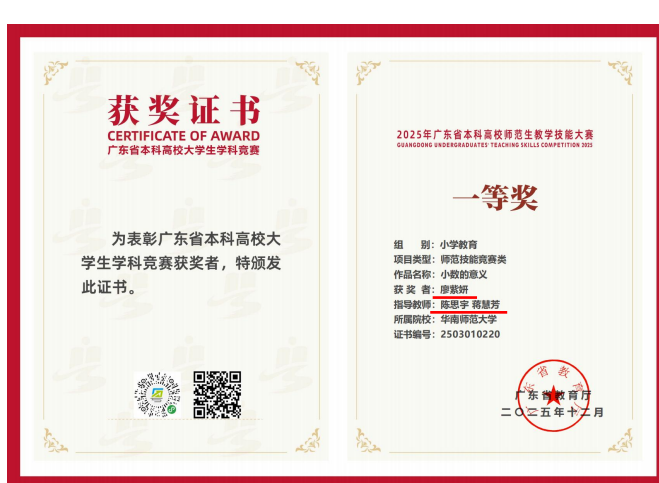 获奖证书
CERTIFICATE OF AWARD
广东省本科高校大学生学科竞赛
为表彰广东省本科高校大
学生学科竞赛获奖者，特颁发
此证书。
2025年广东省本科高校师范生教学技能大赛
GUANGDONG UNDERGRADUATES' TEACHING SKILLS COMPETITION 2025
一等奖
组 别：小学教育
项目类型：师范技能竞赛类
作品名称：小数的意义
获 奖 者：廖紫妍
指导教师：陈思宇 蒋慧芳
所属院校：华南师范大学
证书编号：2503010220
广东省教育厅
二〇二五年十二月